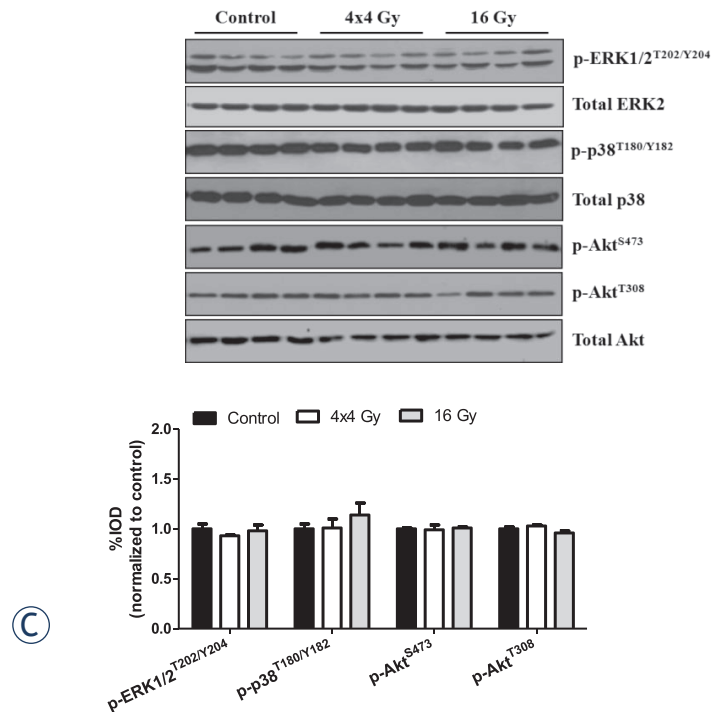 Control 4x4 Gy 16 Gy
p-ERK1/2T202/Y204
Total ERK2
p-p38T180/Y182
Total p38
p-AktS473
p-AktT308
Total Akt
Control 4x4 Gy 16 Gy
%IOD
(normalized to control)
2.0
1.5
1.0
0.5
0.0
p-ERK1/2T202/Y204 p-p38T180/Y182 p-AktS473 p-AktT308
C